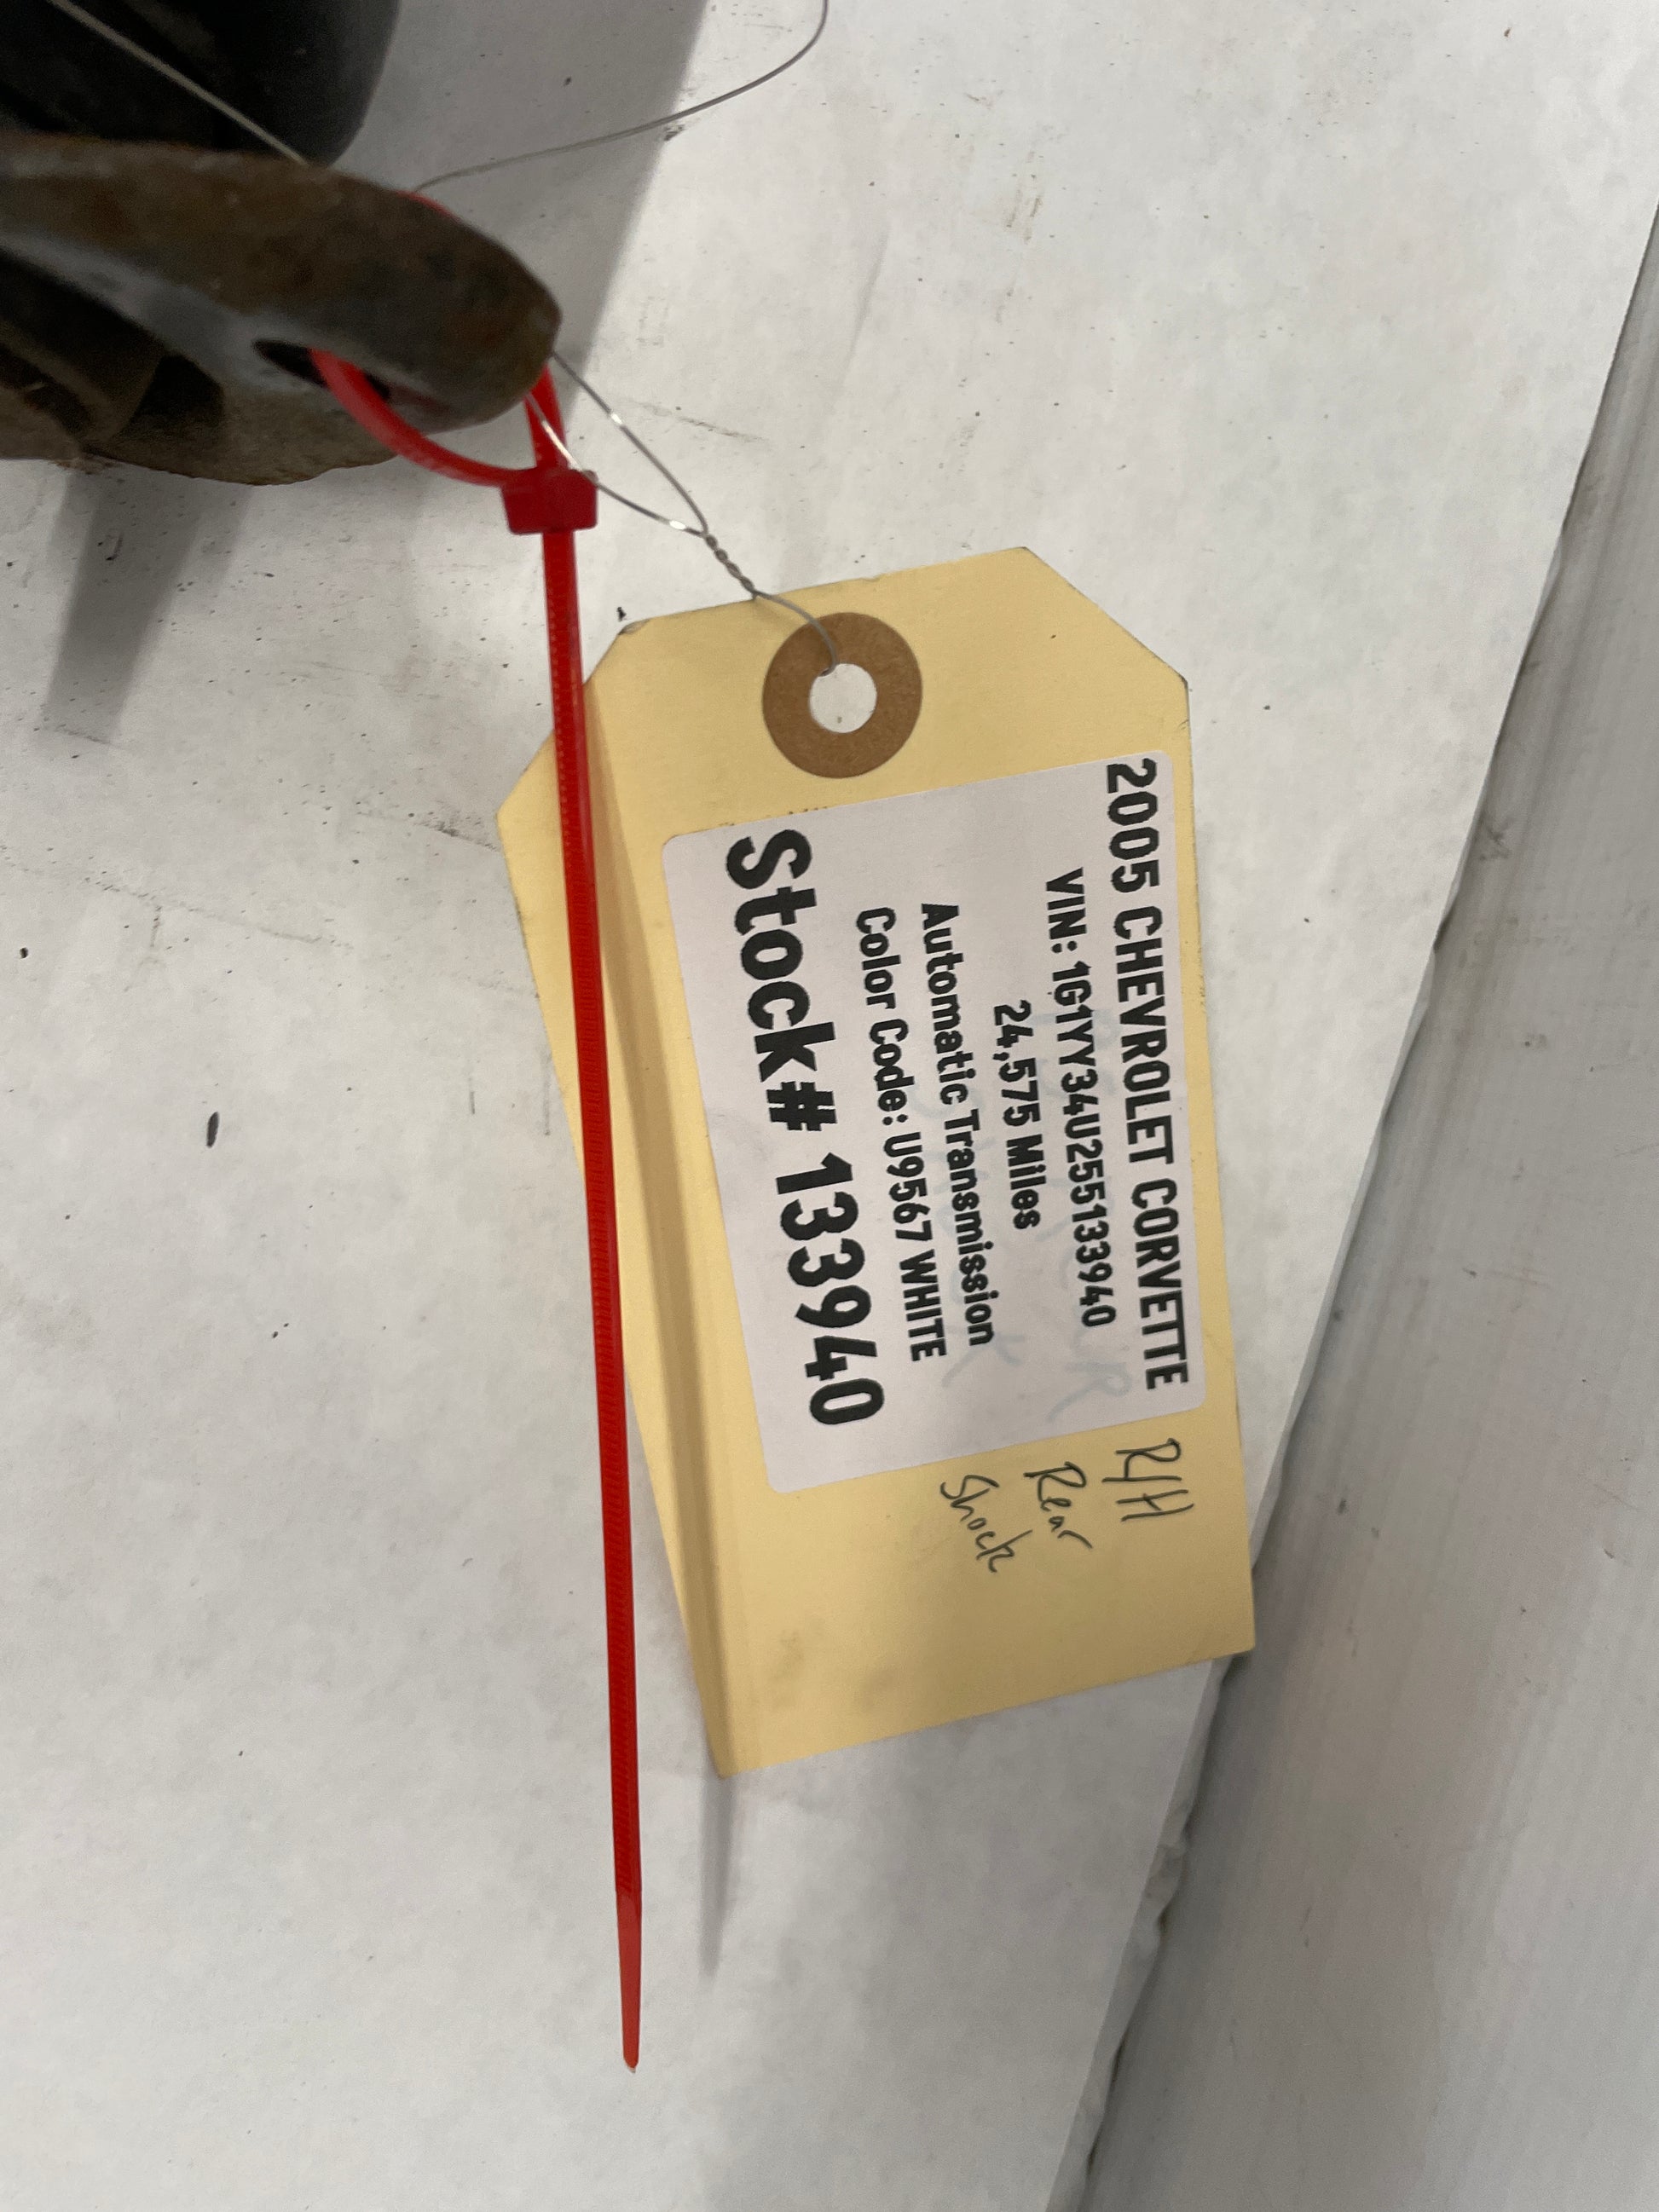 2005 CHEVROLET CORVETTE
VIN: 1G1YY34U255133940
24,575 Miles
Automatic Transmission
Color Code: U9567 WHITE
Stock# 133940
R/H
Rear
Shock